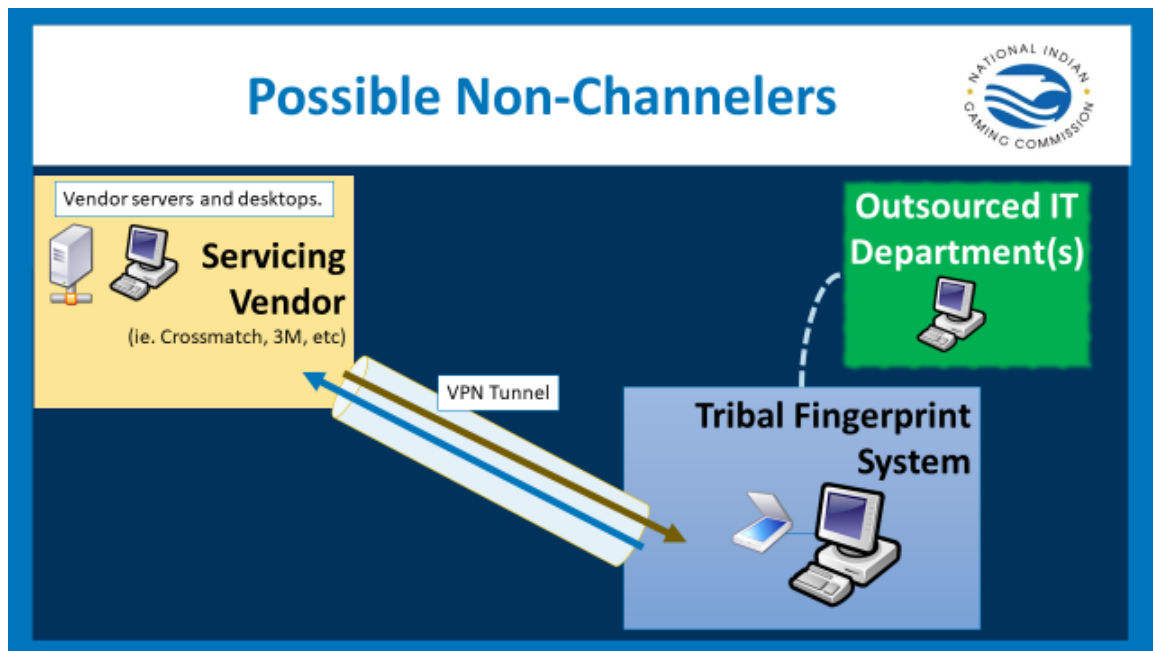 Possible Non-Channelers
NATIONAL INDIAN
GAMING COMMISSION
Vendor servers and desktops.
Servicing
Vendor
(ie. Crossmatch, 3M, etc)
VPN Tunnel
Outsourced IT
Department(s)
Tribal Fingerprint
System